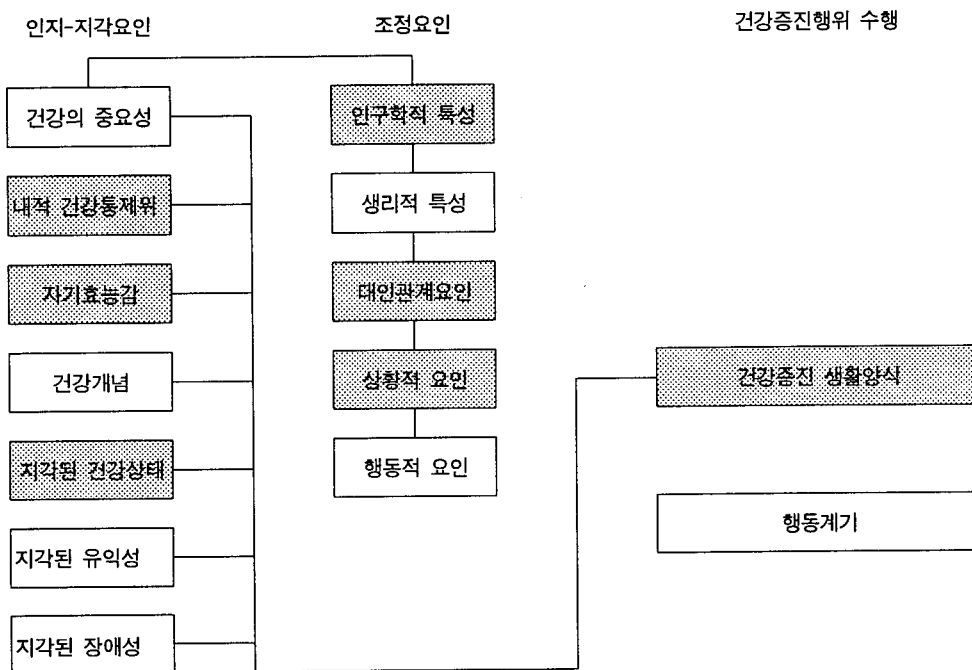 인지-지각요인
조정요인
건강증진행위 수행
건강의 중요성
내적 건강통제위
자기효능감
건강개념
지각된 건강상태
지각된 유익성
지각된 장애성
인구학적 특성
생리적 특성
대인관계요인
상황적 요인
행동적 요인
건강증진 생활양식
행동계기